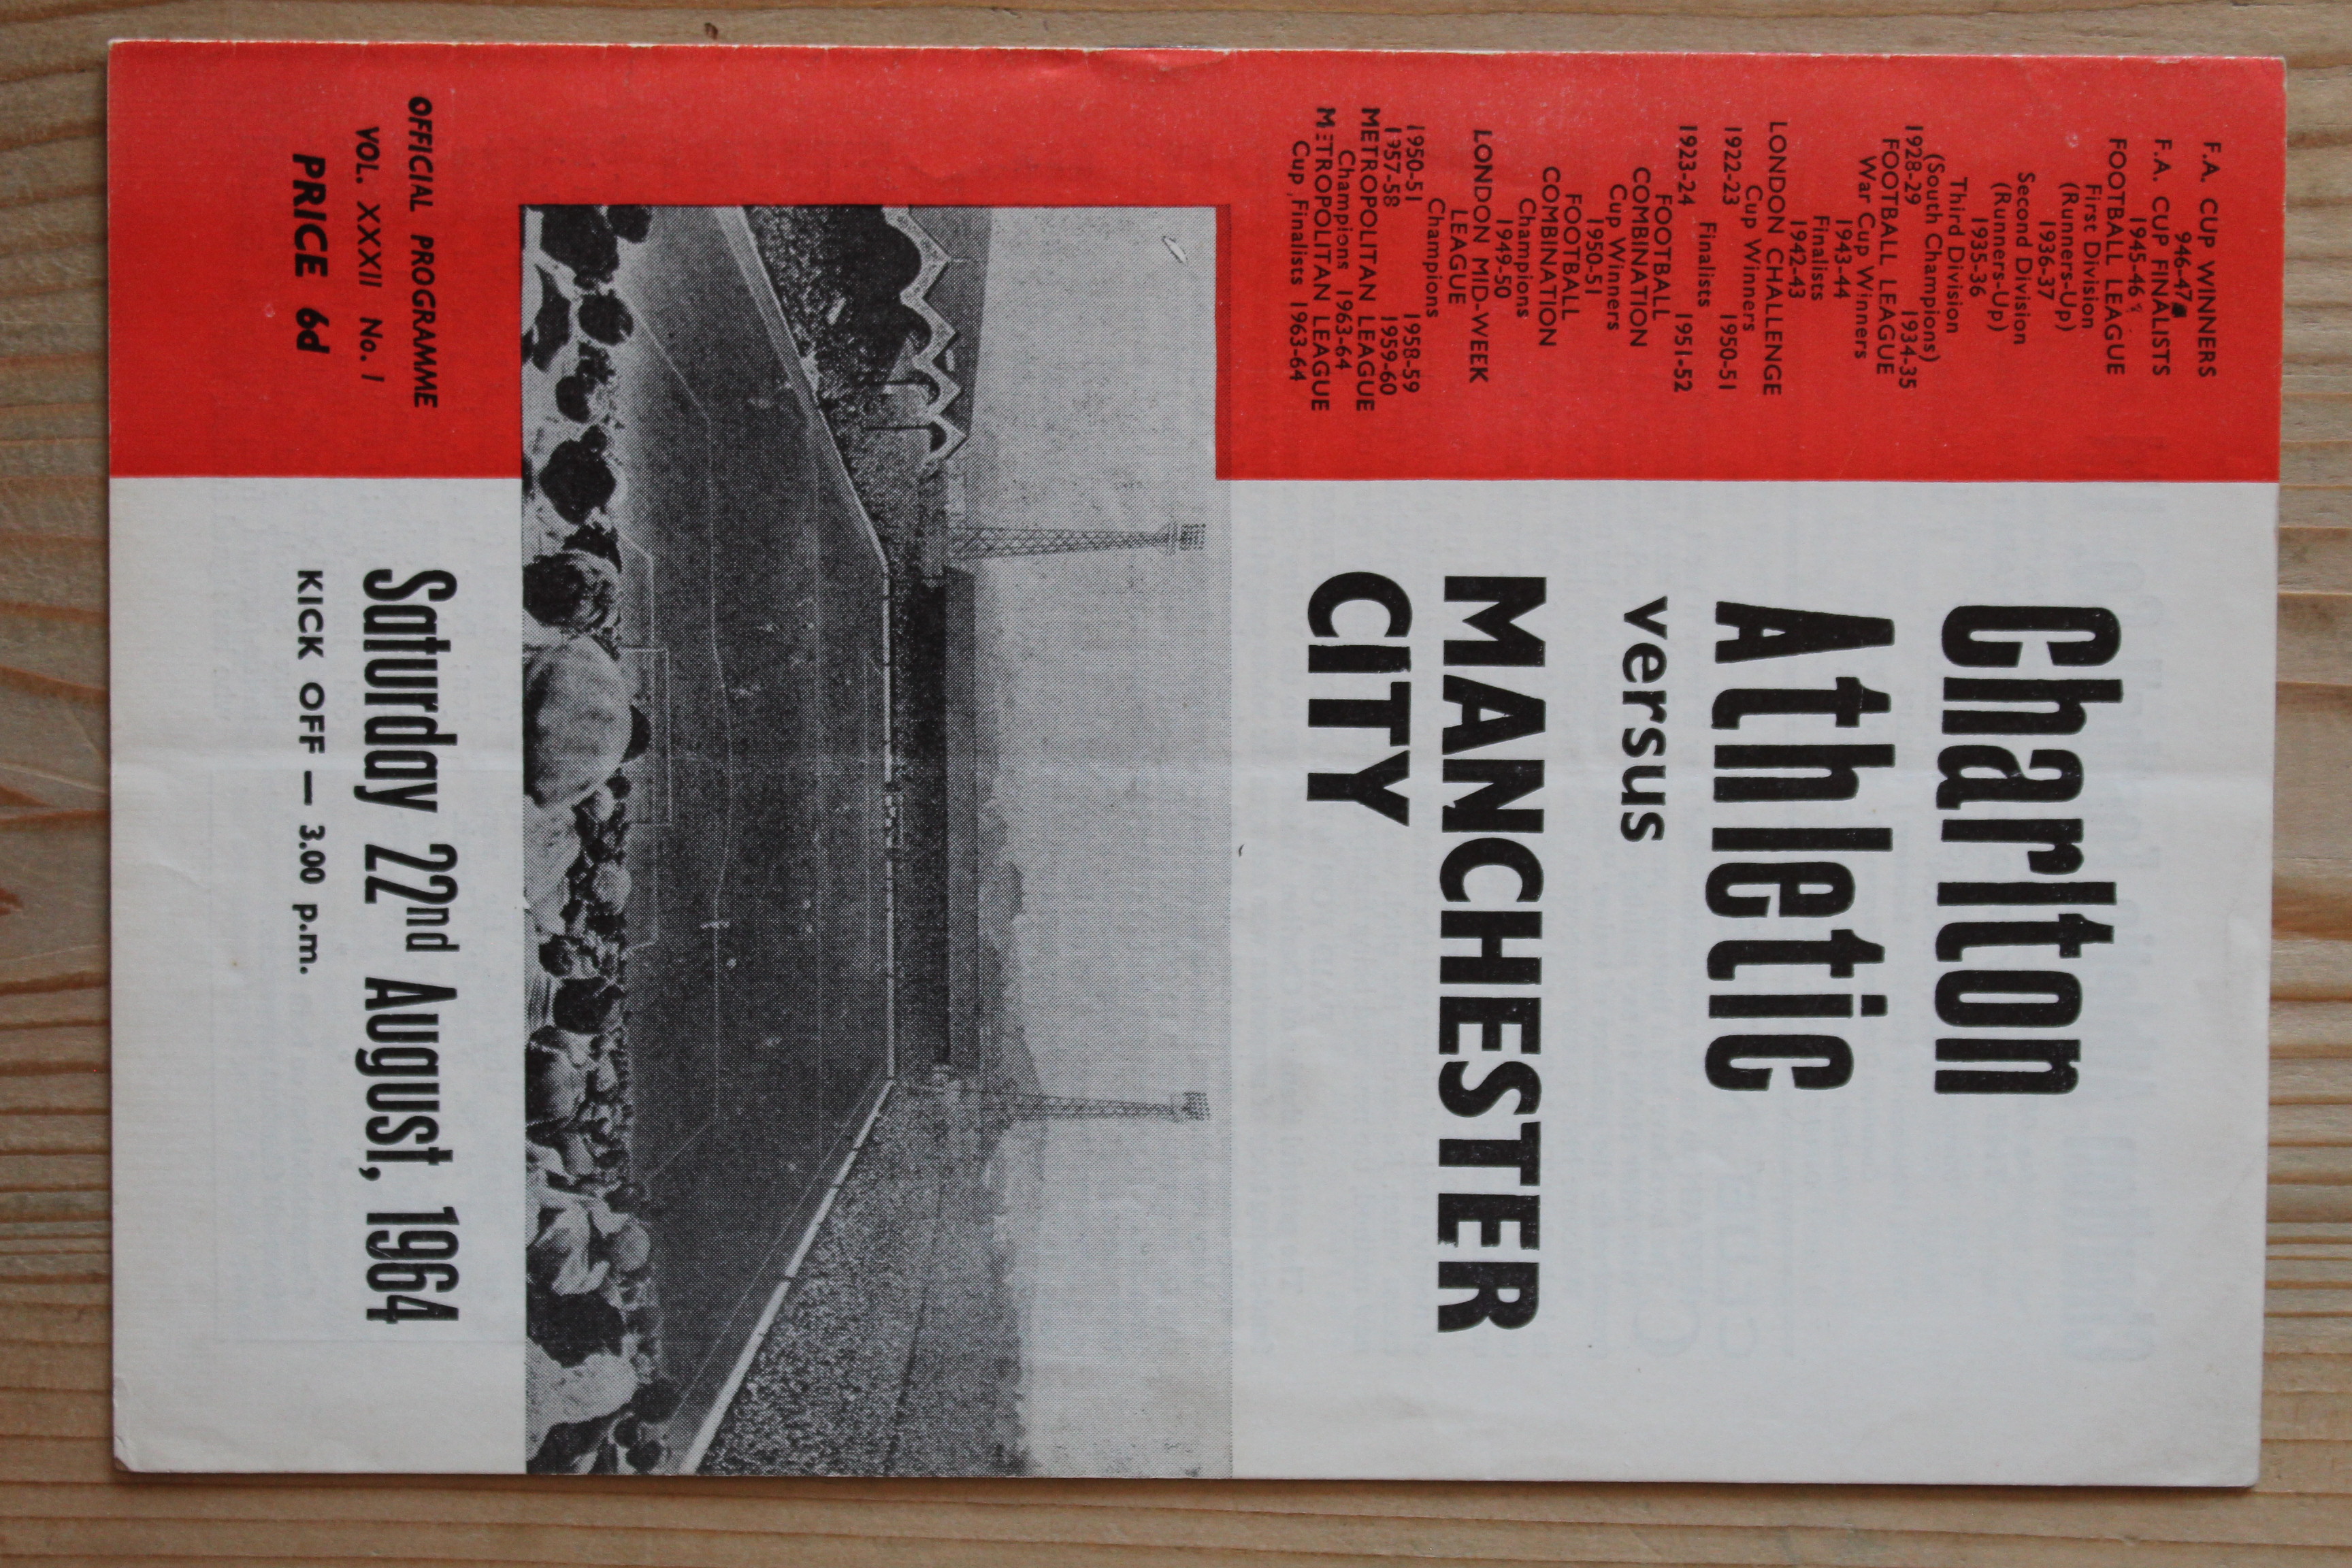 F.A. CUP WINNERS
946-47
F.A. CUP FINALISTS
1945-46
FOOTBALL LEAGUE
First Division
(Runners-Up)
1936-37
Second Division
(Runners-Up)
1935-36
Third Division
(South Champions)
1928-29 1934-35
FOOTBALL LEAGUE
War Cup Winners
1943-44
Finalists
1942-43
LONDON CHALLENGE
Cup Winners
1922-23 1950-51
Finalists
1923-24 1951-52
FOOTBALL
COMBINATION
Cup Winners
1950-51
FOOTBALL
COMBINATION
Champions
1949-50
LONDON MID-WEEK
LEAGUE
Champions
1950-51 1958-59
1957-58 1959-60
METROPOLITAN LEAGUE
Champions 1963-64
METROPOLITAN LEAGUE
Cup Finalists 1963-64
Charlton
Athletic
versus
MANCHESTER
CITY
OFFICIAL PROGRAMME
VOL. XXXII No. 1
PRICE 6d
Saturday 22nd August, 1964
KICK OFF — 3.00 p.m.